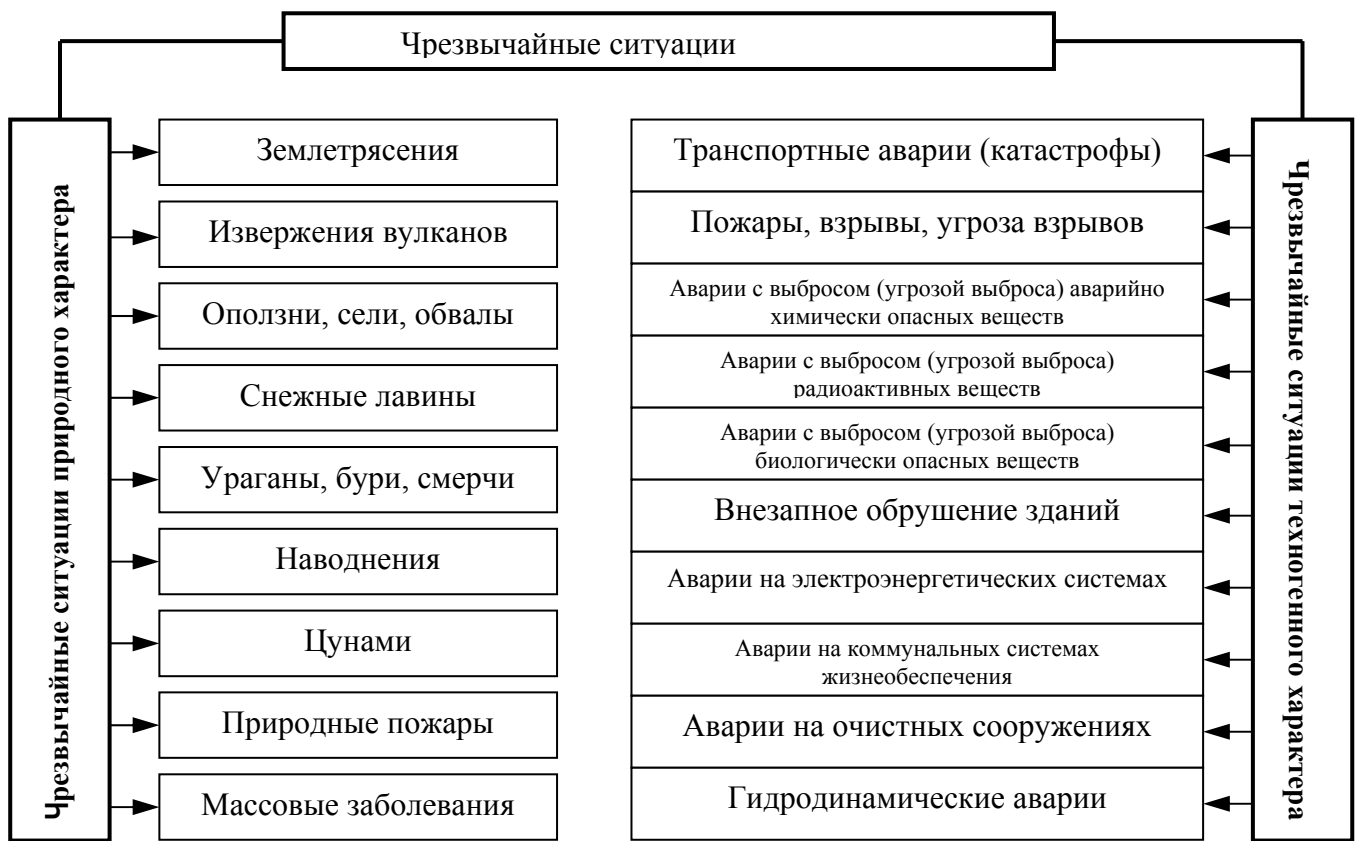 Чрезвычайные ситуации
Чрезвычайные ситуации природного характера
Землетрясения
Извержения вулканов
Оползни, сели, обвалы
Снежные лавины
Ураганы, бури, смерчи
Наводнения
Цунами
Природные пожары
Массовые заболевания
Транспортные аварии (катастрофы)
Пожары, взрывы, угроза взрывов
Аварии с выбросом (угрозой выброса) аварийно
химически опасных веществ
Аварии с выбросом (угрозой выброса)
радиоактивных веществ
Аварии с выбросом (угрозой выброса)
биологически опасных веществ
Внезапное обрушение зданий
Аварии на электроэнергетических системах
Аварии на коммунальных системах
жизнеобеспечения
Аварии на очистных сооружениях
Гидродинамические аварии
Чрезвычайные ситуации техногенного характера